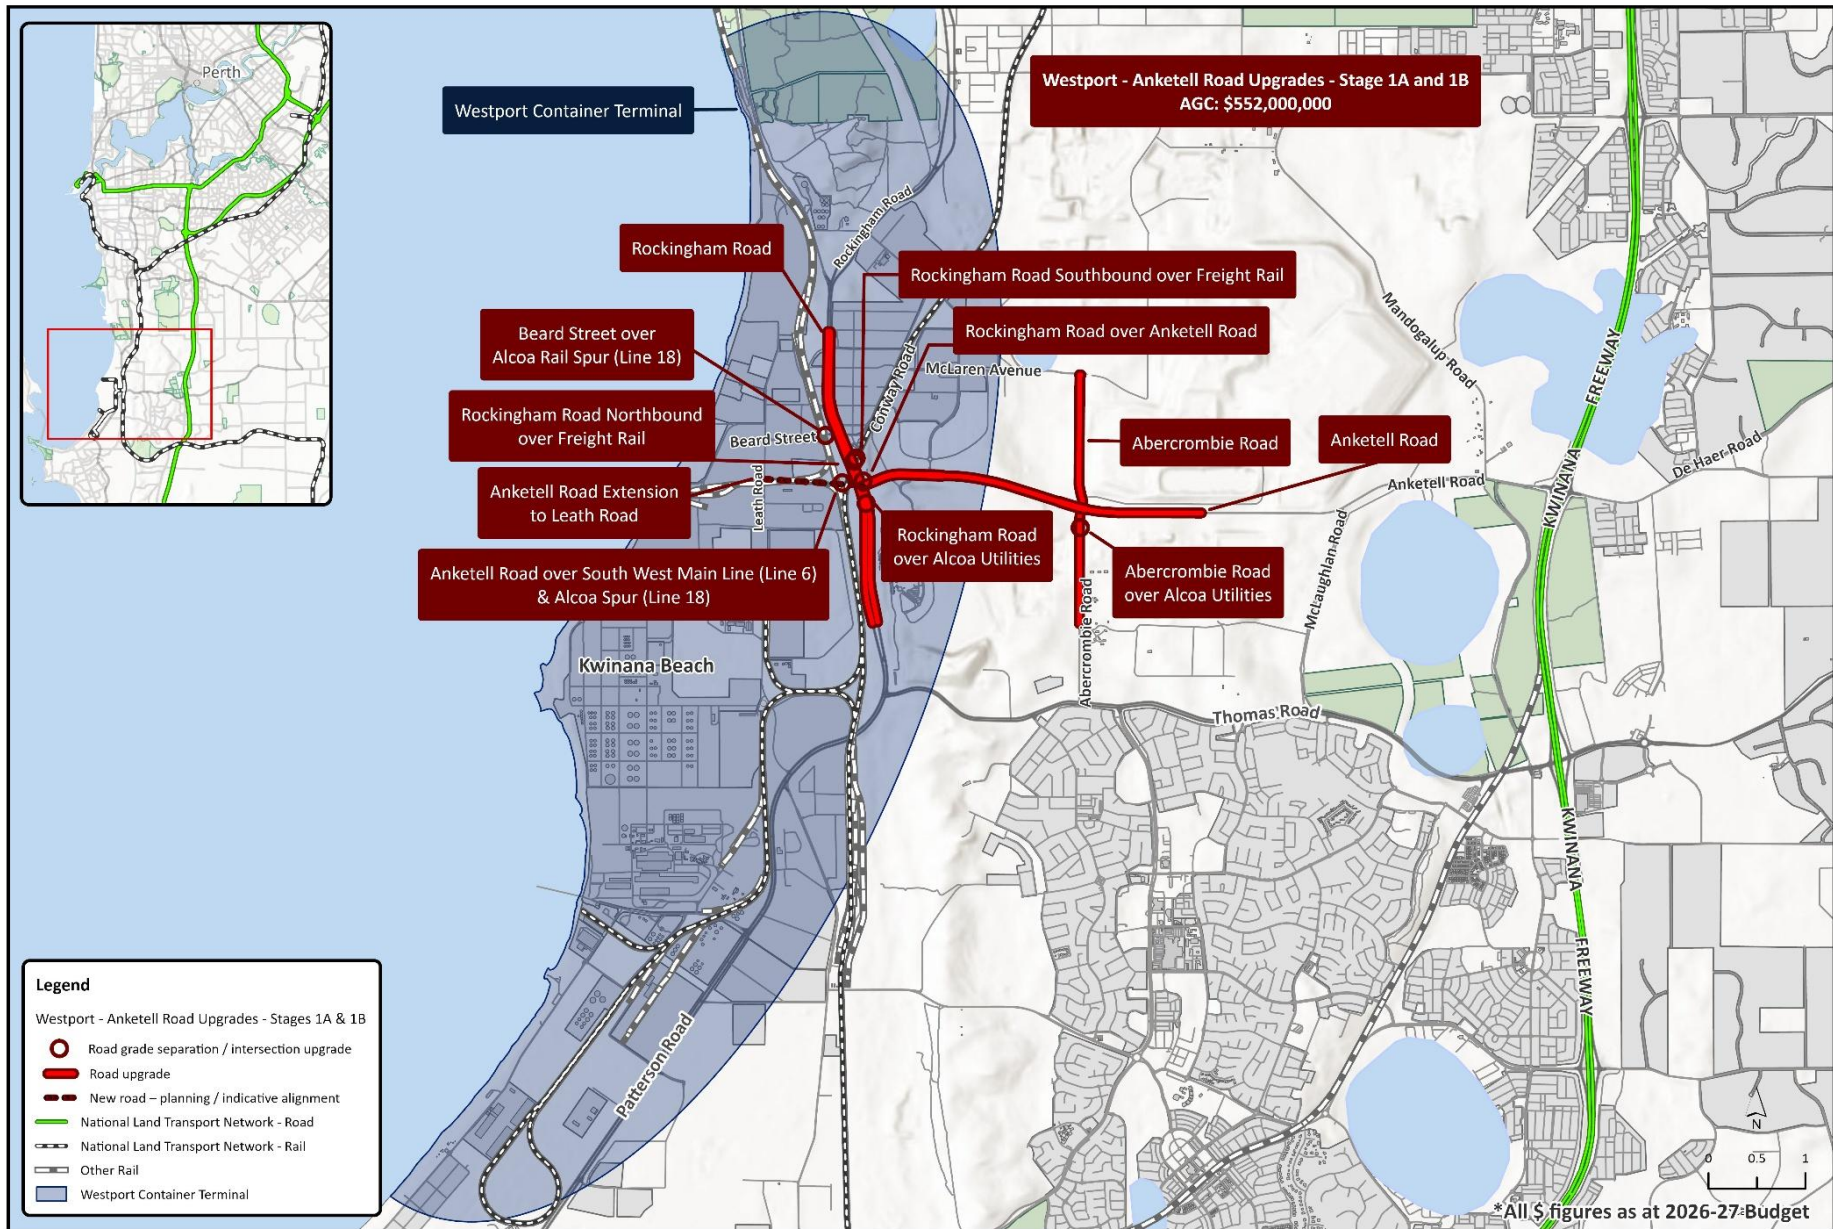 Perth
Westport Container Terminal
Westport - Anketell Road Upgrades - Stage 1A and 1B
AGC: $552,000,000
Rockingham Road
Rockingham Road
Rockingham Road Southbound over Freight Rail
Beard Street over
Alcoa Rail Spur (Line 18)
Rockingham Road over Anketell Road
Mandogalup Road
KWINANA FREEWAY
Conway Road
McLaren Avenue
Rockingham Road Northbound
over Freight Rail
Beard Street
Abercrombie Road
Anketell Road
De Haer Road
Anketell Road Extension
to Leath Road
Leath Road
Anketell Road
Rockingham Road
over Alcoa Utilities
McLaughlan Road
Anketell Road over South West Main Line (Line 6)
& Alcoa Spur (Line 18)
Abercrombie Road
over Alcoa Utilities
Abercrombie Road
Kwinana Beach
Thomas Road
KWINANA FREEWAY
Patterson Road
Legend
Westport - Anketell Road Upgrades - Stages 1A & 1B
Road grade separation / intersection upgrade
Road upgrade
New road – planning / indicative alignment
National Land Transport Network - Road
National Land Transport Network - Rail
Other Rail
Westport Container Terminal
N
0 0.5 1
*All $ figures as at 2026-27 Budget